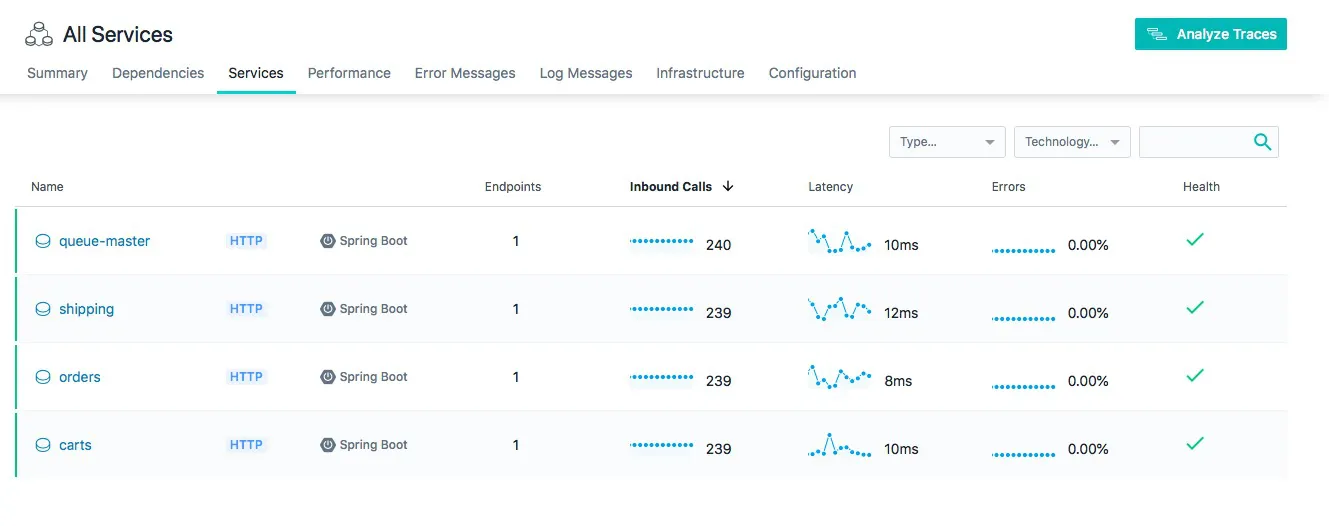 All Services
Analyze Traces
Summary Dependencies Services Performance Error Messages Log Messages Infrastructure Configuration
Type... Technology...
Name Endpoints Inbound Calls Latency Errors Health
queue-master HTTP Spring Boot 1 240 10ms 0.00%
shipping HTTP Spring Boot 1 239 12ms 0.00%
orders HTTP Spring Boot 1 239 8ms 0.00%
carts HTTP Spring Boot 1 239 10ms 0.00%